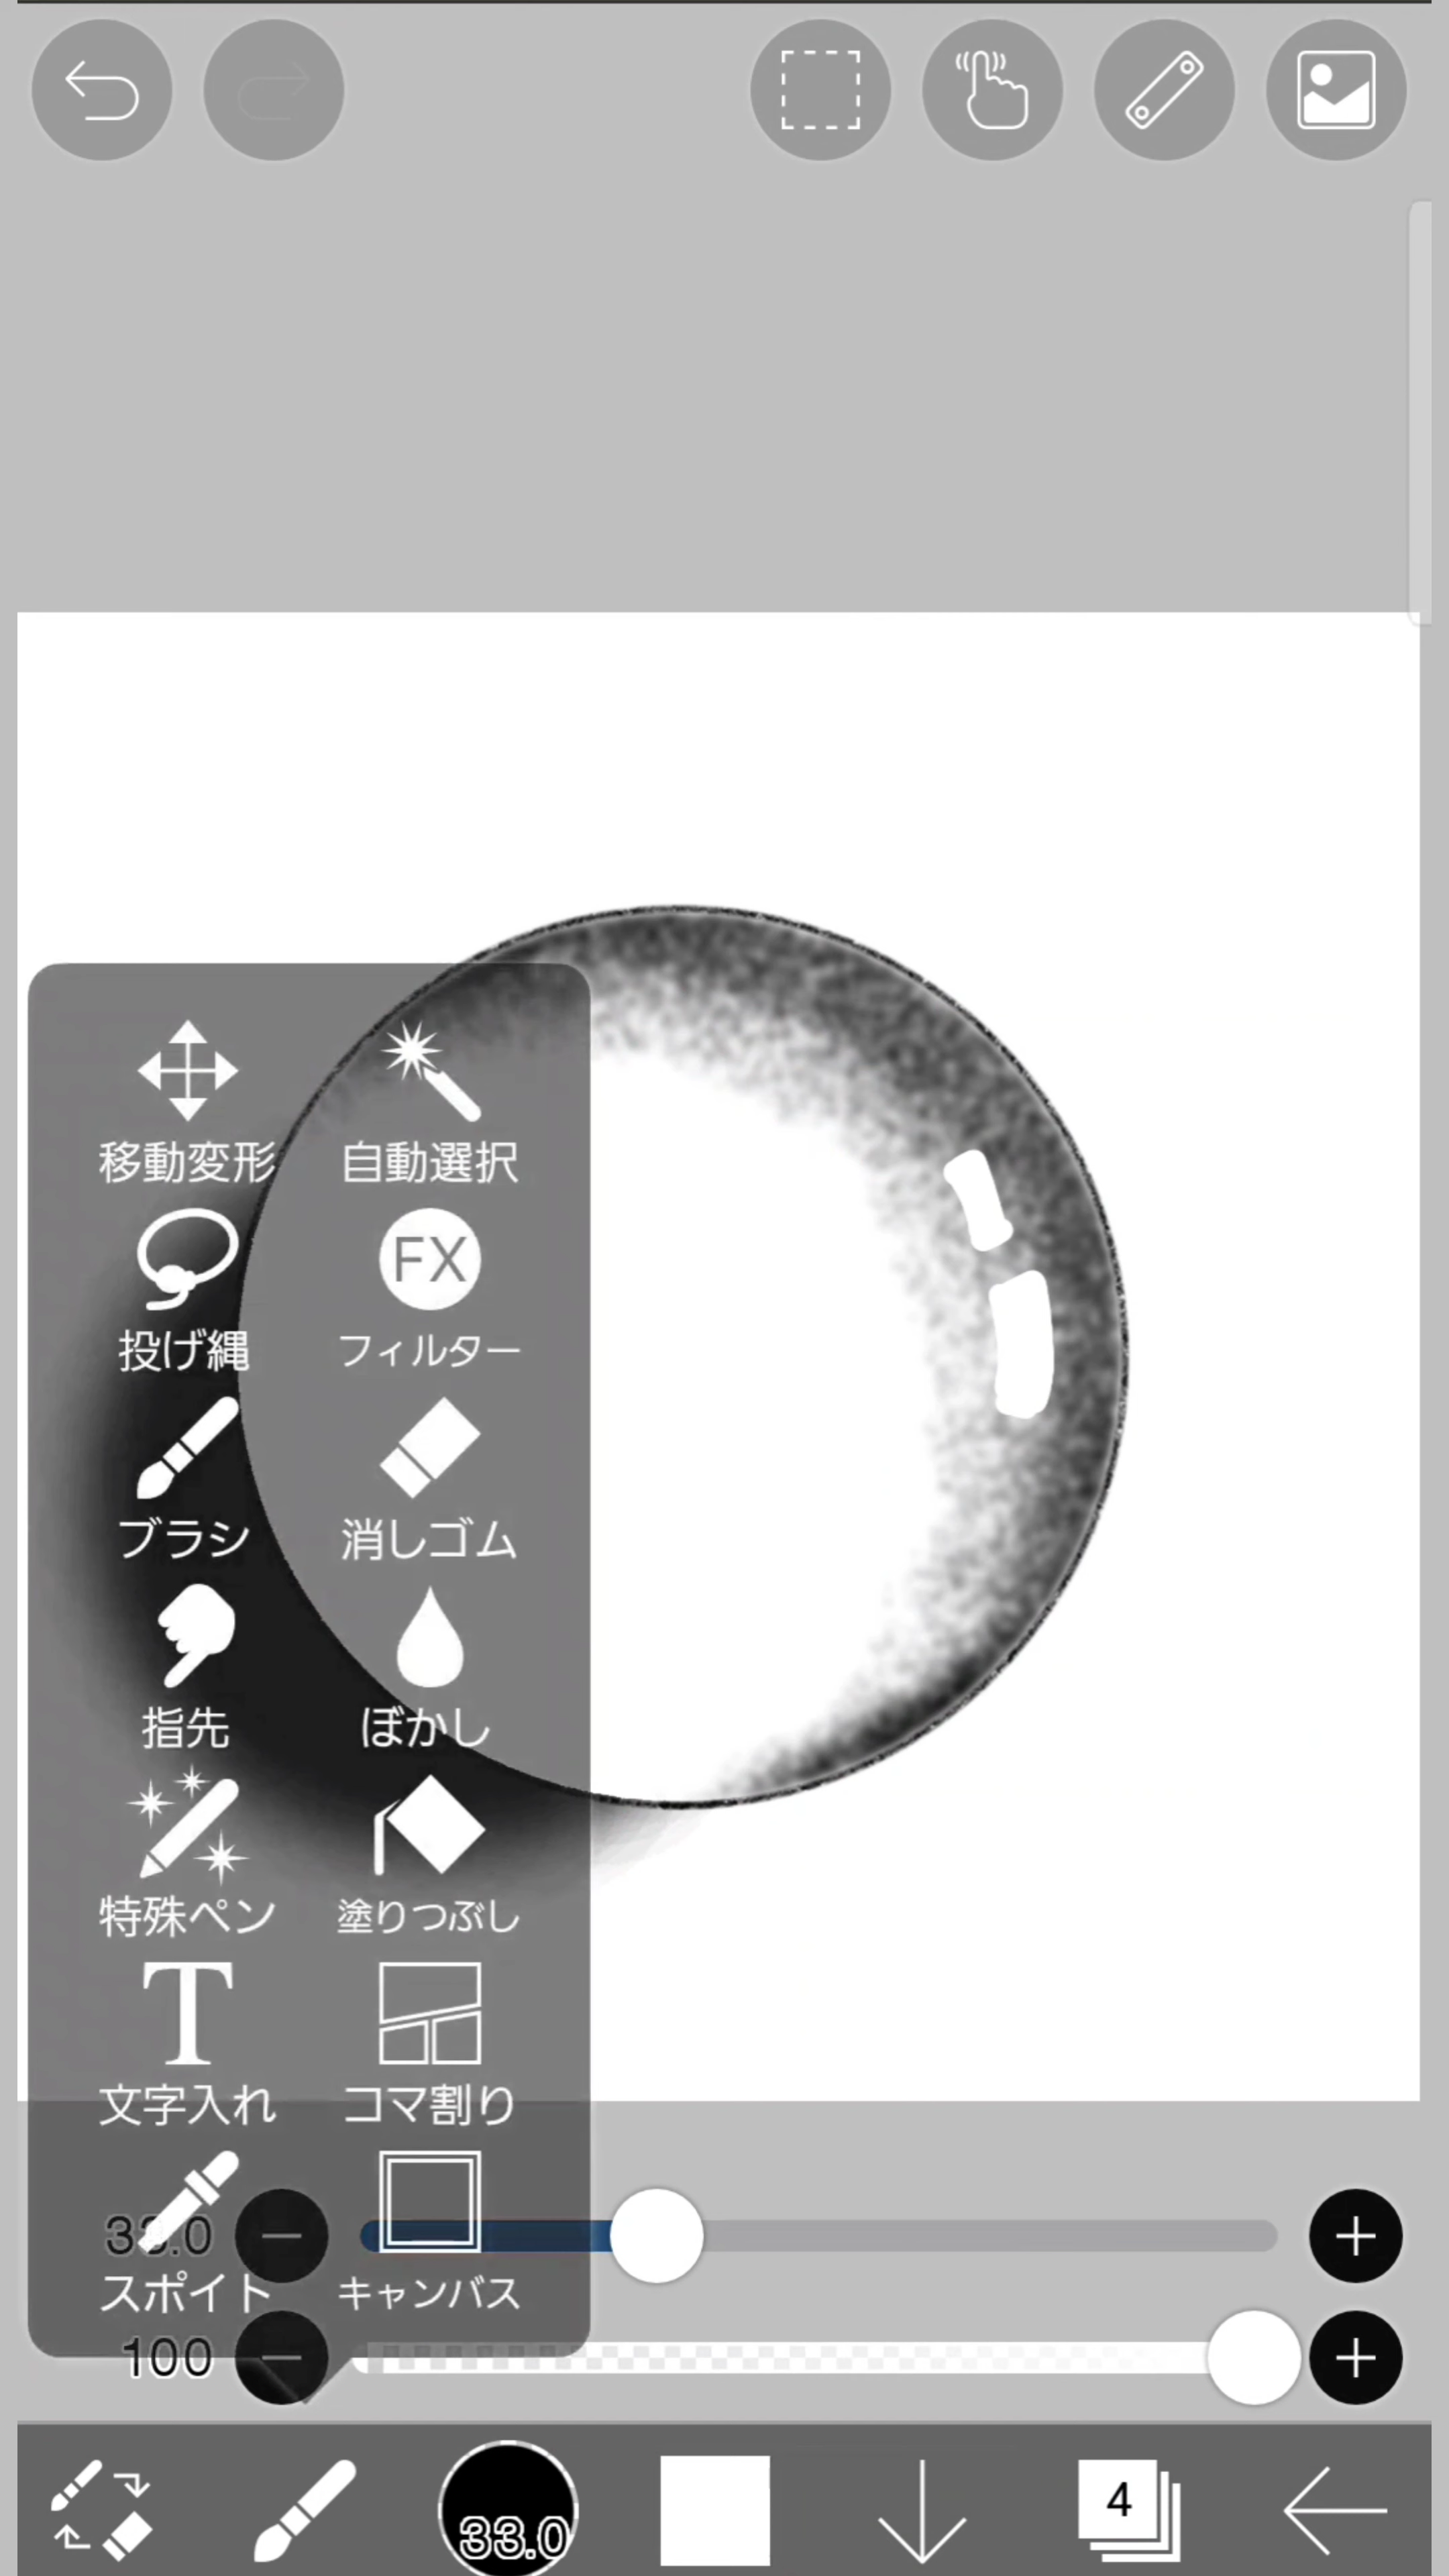 移動変形 自動選択
投げ縄 FX フィルター
ブラシ 消しゴム
指先 ぼかし
特殊ペン 塗りつぶし
T
文字入れ コマ割り
33.0
スポイト キャンバス
100
33.0
4